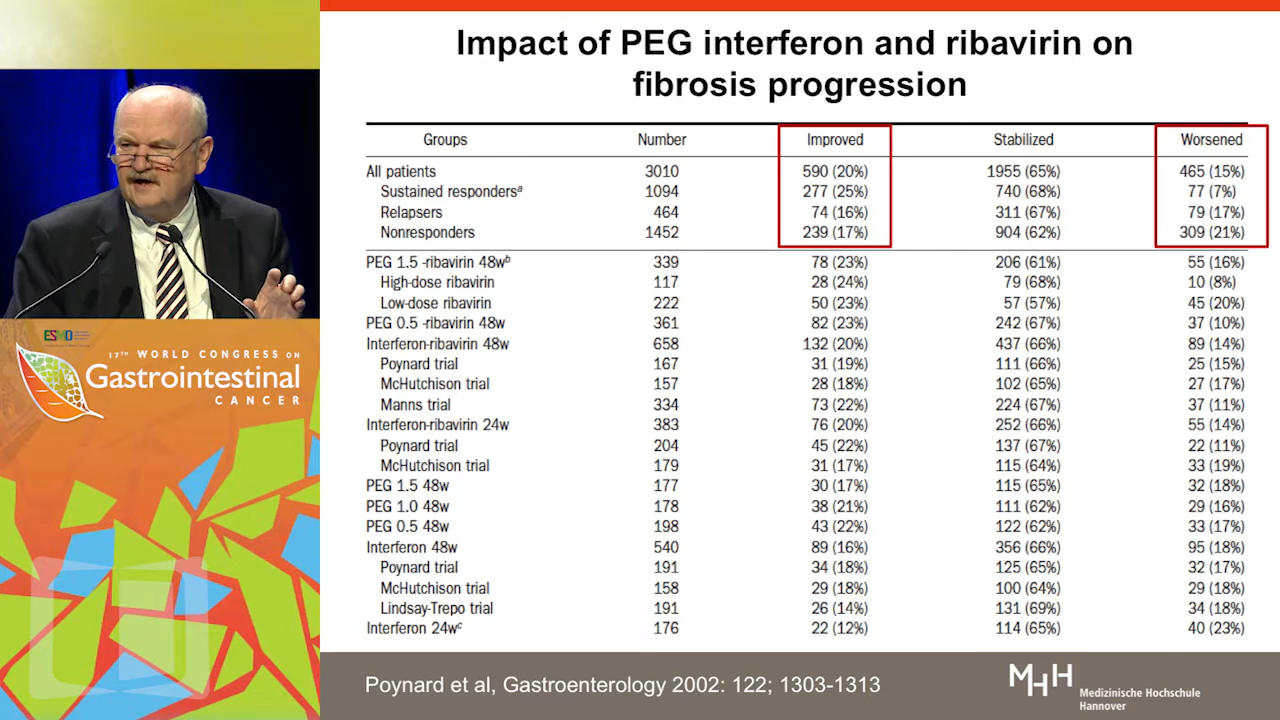 Impact of PEG interferon and ribavirin on
fibrosis progression
Groups Number Improved Stabilized Worsened
All patients 3010 590 (20%) 1955 (65%) 465 (15%)
Sustained respondersa 1094 277 (25%) 740 (68%) 77 (7%)
Relapsers 464 74 (16%) 311 (67%) 79 (17%)
Nonresponders 1452 239 (17%) 904 (62%) 309 (21%)
PEG 1.5 -ribavirin 48wb 339 78 (23%) 206 (61%) 55 (16%)
High-dose ribavirin 117 28 (24%) 79 (68%) 10 (8%)
Low-dose ribavirin 222 50 (23%) 57 (57%) 45 (20%)
PEG 0.5 -ribavirin 48w 361 82 (23%) 242 (67%) 37 (10%)
Interferon-ribavirin 48w 658 132 (20%) 437 (66%) 89 (14%)
Poynard trial 167 31 (19%) 111 (66%) 25 (15%)
McHutchison trial 157 28 (18%) 102 (65%) 27 (17%)
Manns trial 334 73 (22%) 224 (67%) 37 (11%)
Interferon-ribavirin 24w 383 76 (20%) 252 (66%) 55 (14%)
Poynard trial 204 45 (22%) 137 (67%) 22 (11%)
McHutchison trial 179 31 (17%) 115 (64%) 33 (19%)
PEG 1.5 48w 177 30 (17%) 115 (65%) 32 (18%)
PEG 1.0 48w 178 38 (21%) 111 (62%) 29 (16%)
PEG 0.5 48w 198 43 (22%) 122 (62%) 33 (17%)
Interferon 48w 540 89 (16%) 356 (66%) 95 (18%)
Poynard trial 191 34 (18%) 125 (65%) 32 (17%)
McHutchison trial 158 29 (18%) 100 (64%) 29 (18%)
Lindsay-Trepo trial 191 26 (14%) 131 (69%) 34 (18%)
Interferon 24wc 176 22 (12%) 114 (65%) 40 (23%)
Poynard et al, Gastroenterology 2002: 122; 1303-1313
MHH
Medizinische Hochschule
Hannover
ESMO
17TH WORLD CONGRESS ON
Gastrointestinal
CANCER